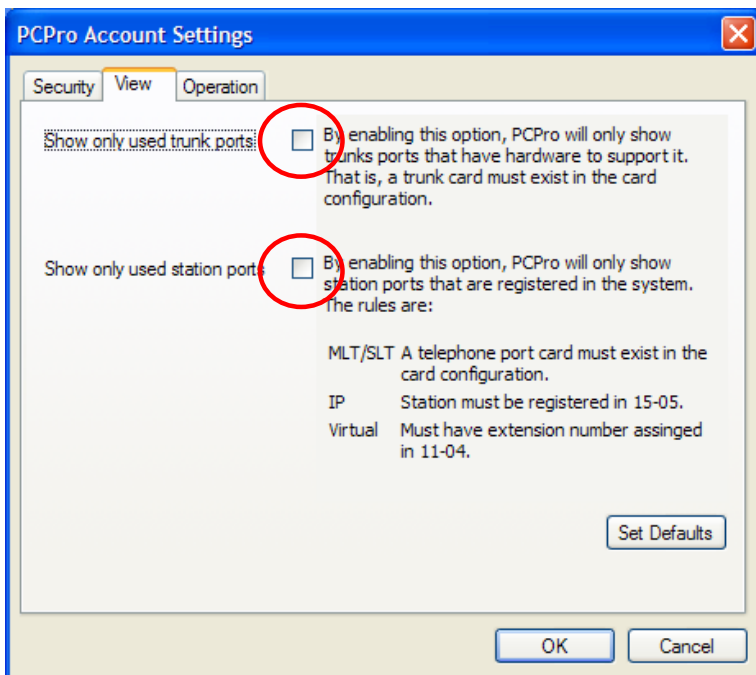 PCPro Account Settings
Security View Operation
Show only used trunk ports
By enabling this option, PCPro will only show
trunks ports that have hardware to support it.
That is, a trunk card must exist in the card
configuration.
Show only used station ports
By enabling this option, PCPro will only show
station ports that are registered in the system.
The rules are:
MLT/SLT A telephone port card must exist in the
card configuration.
IP Station must be registered in 15-05.
Virtual Must have extension number assinged
in 11-04.
Set Defaults
OK Cancel